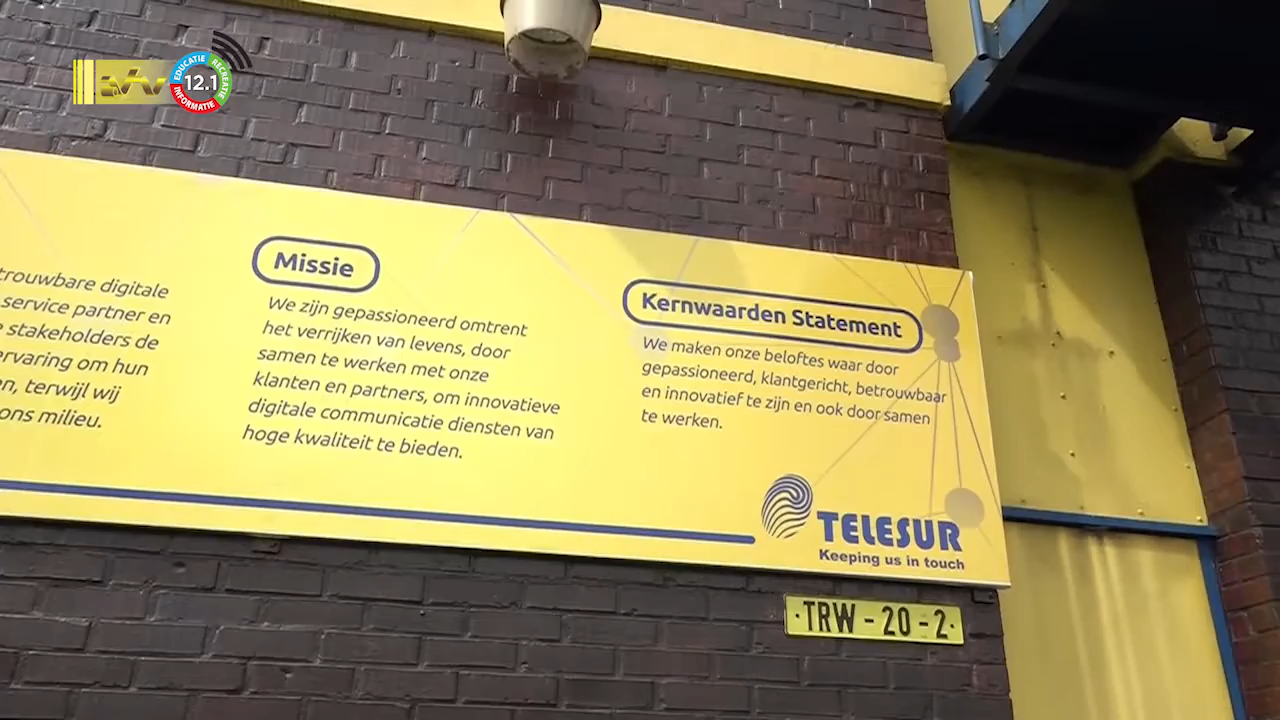 EDUCATIE
RECREATIE
INFORMATIE
12.1
trouwbare digitale
service partner en
stakeholders de
ervaring om hun
terwijl wij
ons milieu.
Missie
We zijn gepassioneerd omtrent
het verrijken van levens, door
samen te werken met onze
klanten en partners, om innovatieve
digitale communicatie diensten van
hoge kwaliteit te bieden.
Kernwaarden Statement
We maken onze beloftes waar door
gepassioneerd, klantgericht, betrouwbaar
en innovatief te zijn en ook door samen
te werken.
TELESUR
Keeping us in touch
·TRW-20-2·